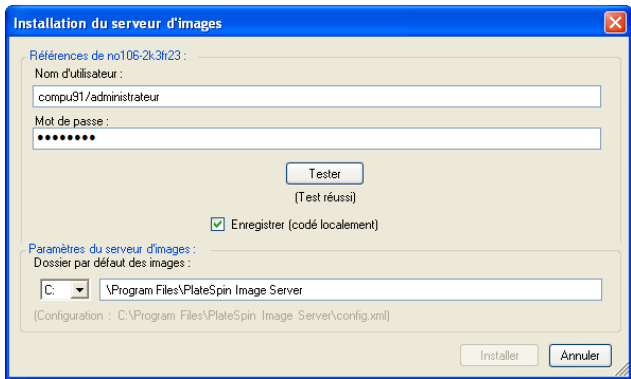 Installation du serveur d'images
Références de no106-2k3fr23 :
Nom d'utilisateur :
compu91/administrateur
Mot de passe :
••••••••
Tester
(Test réussi)
Enregistrer (codé localement)
Paramètres du serveur d'images :
Dossier par défaut des images :
C: \Program Files\PlateSpin Image Server
(Configuration : C:\Program Files\PlateSpin Image Server\config.xml)
Installer Annuler